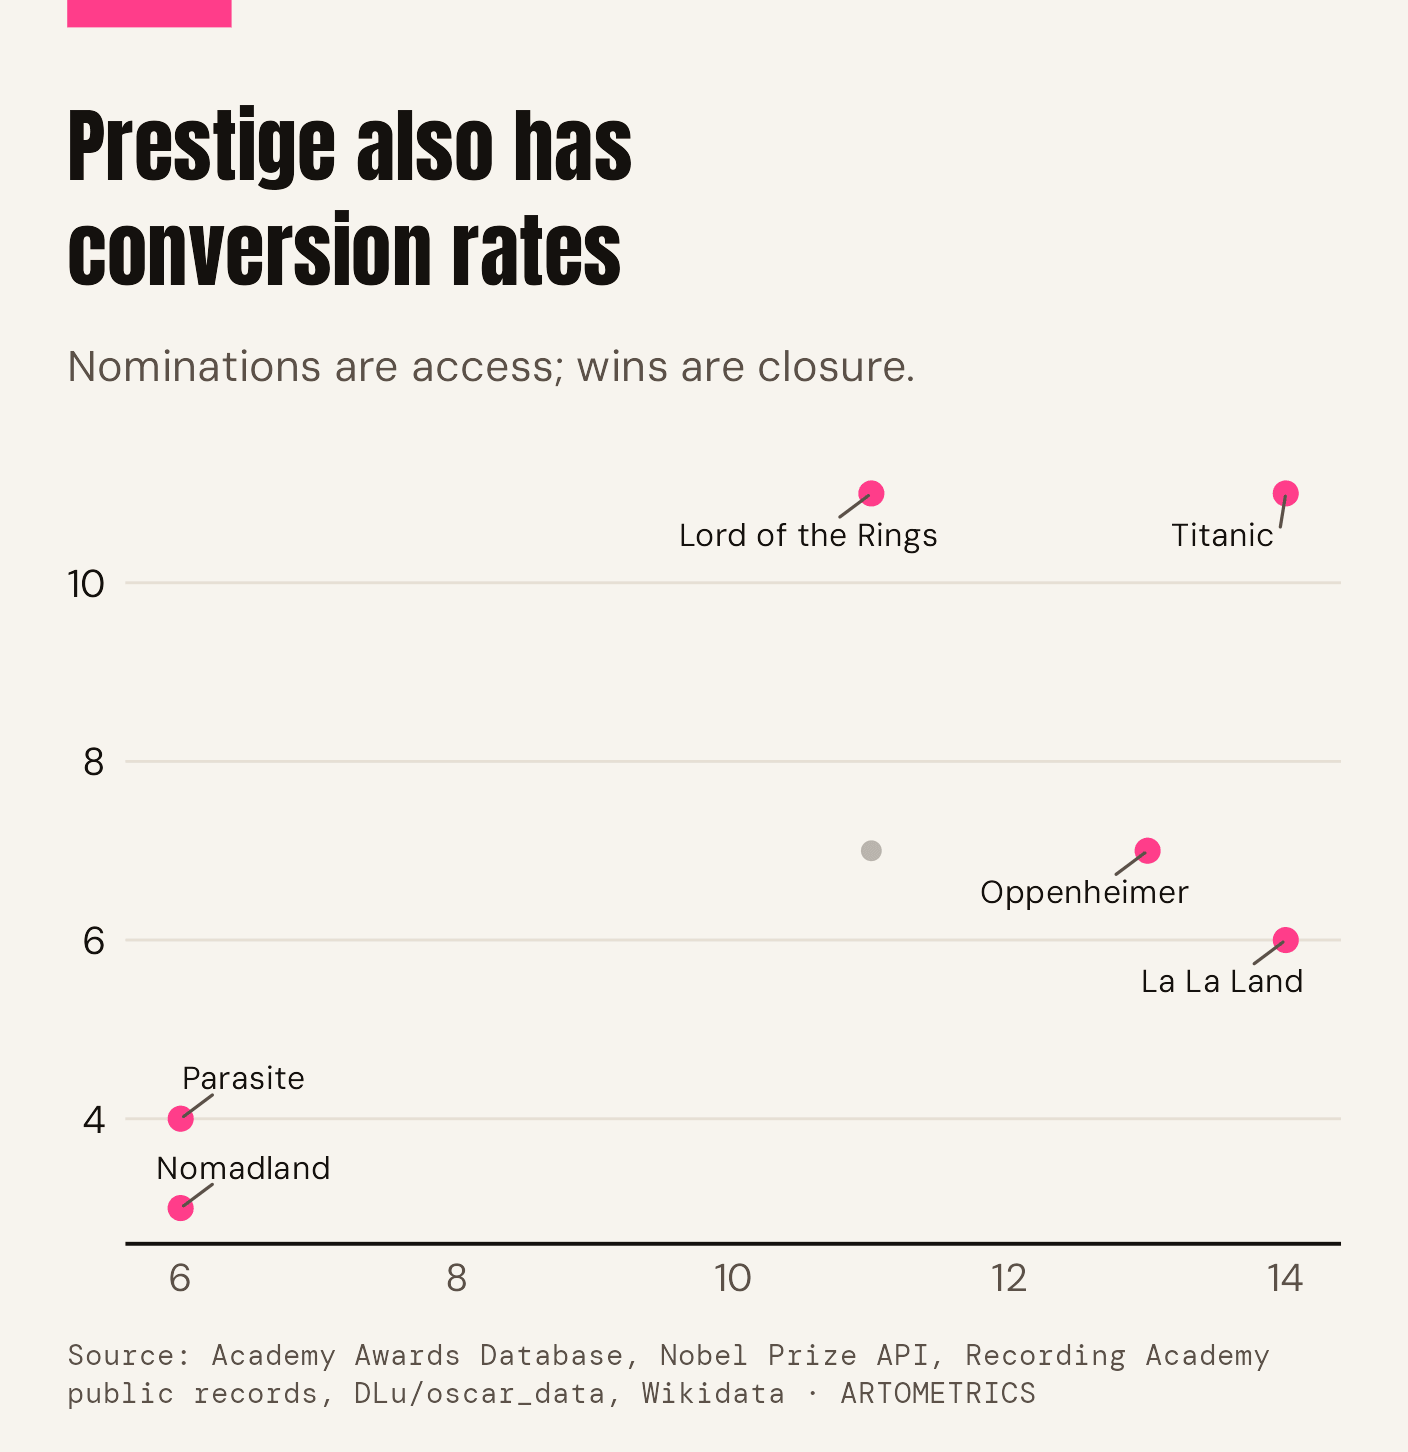 Prestige also has
conversion rates
Nominations are access; wins are closure.
Lord of the Rings
Titanic
10
8
Oppenheimer
6
La La Land
Parasite
4
Nomadland
6 8 10 12 14
Source: Academy Awards Database, Nobel Prize API, Recording Academy
public records, DLu/oscar_data, Wikidata · ARTOMETRICS